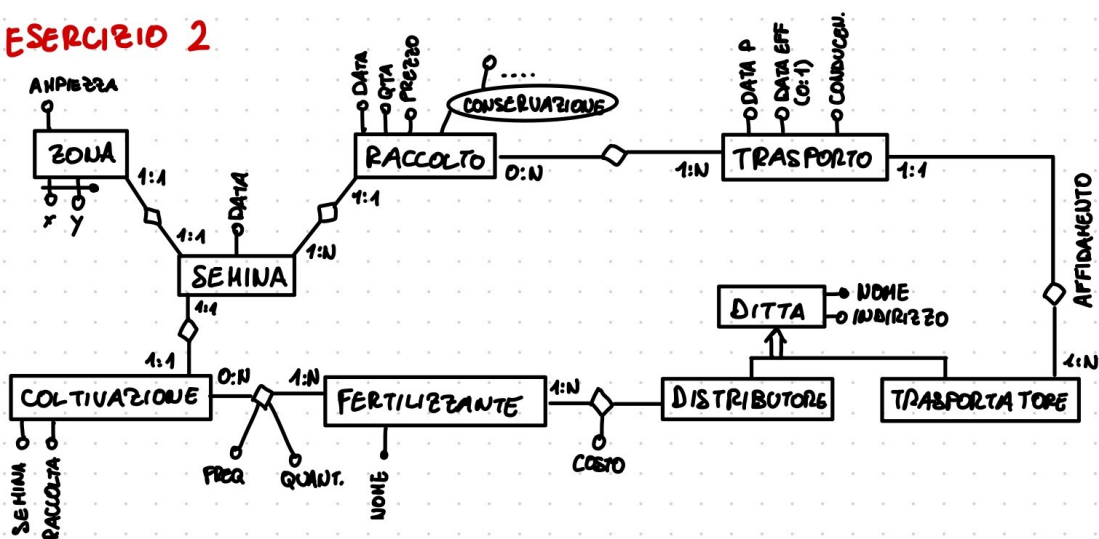 ESERCIZIO 2
AMPIEZZA
ZONA
x
y
1:1
1:1
DATA
SEMINA
1:1
1:N
1:1
DATA
QTA
PREZZO
....
CONSERVAZIONE
RACCOLTO
0:N
1:N
DATA P
DATA EFF
(0:1)
CONDUCEN.
TRASPORTO
1:1
AFFIDAMENTO
1:N
DITTA
NOME
INDIRIZZO
1:1
COLTIVAZIONE
SEMINA
RACCOLTA
0:N
FREQ
QUANT.
1:N
FERTILIZZANTE
NOME
1:N
COSTO
DISTRIBUTORE
TRASPORTATORE